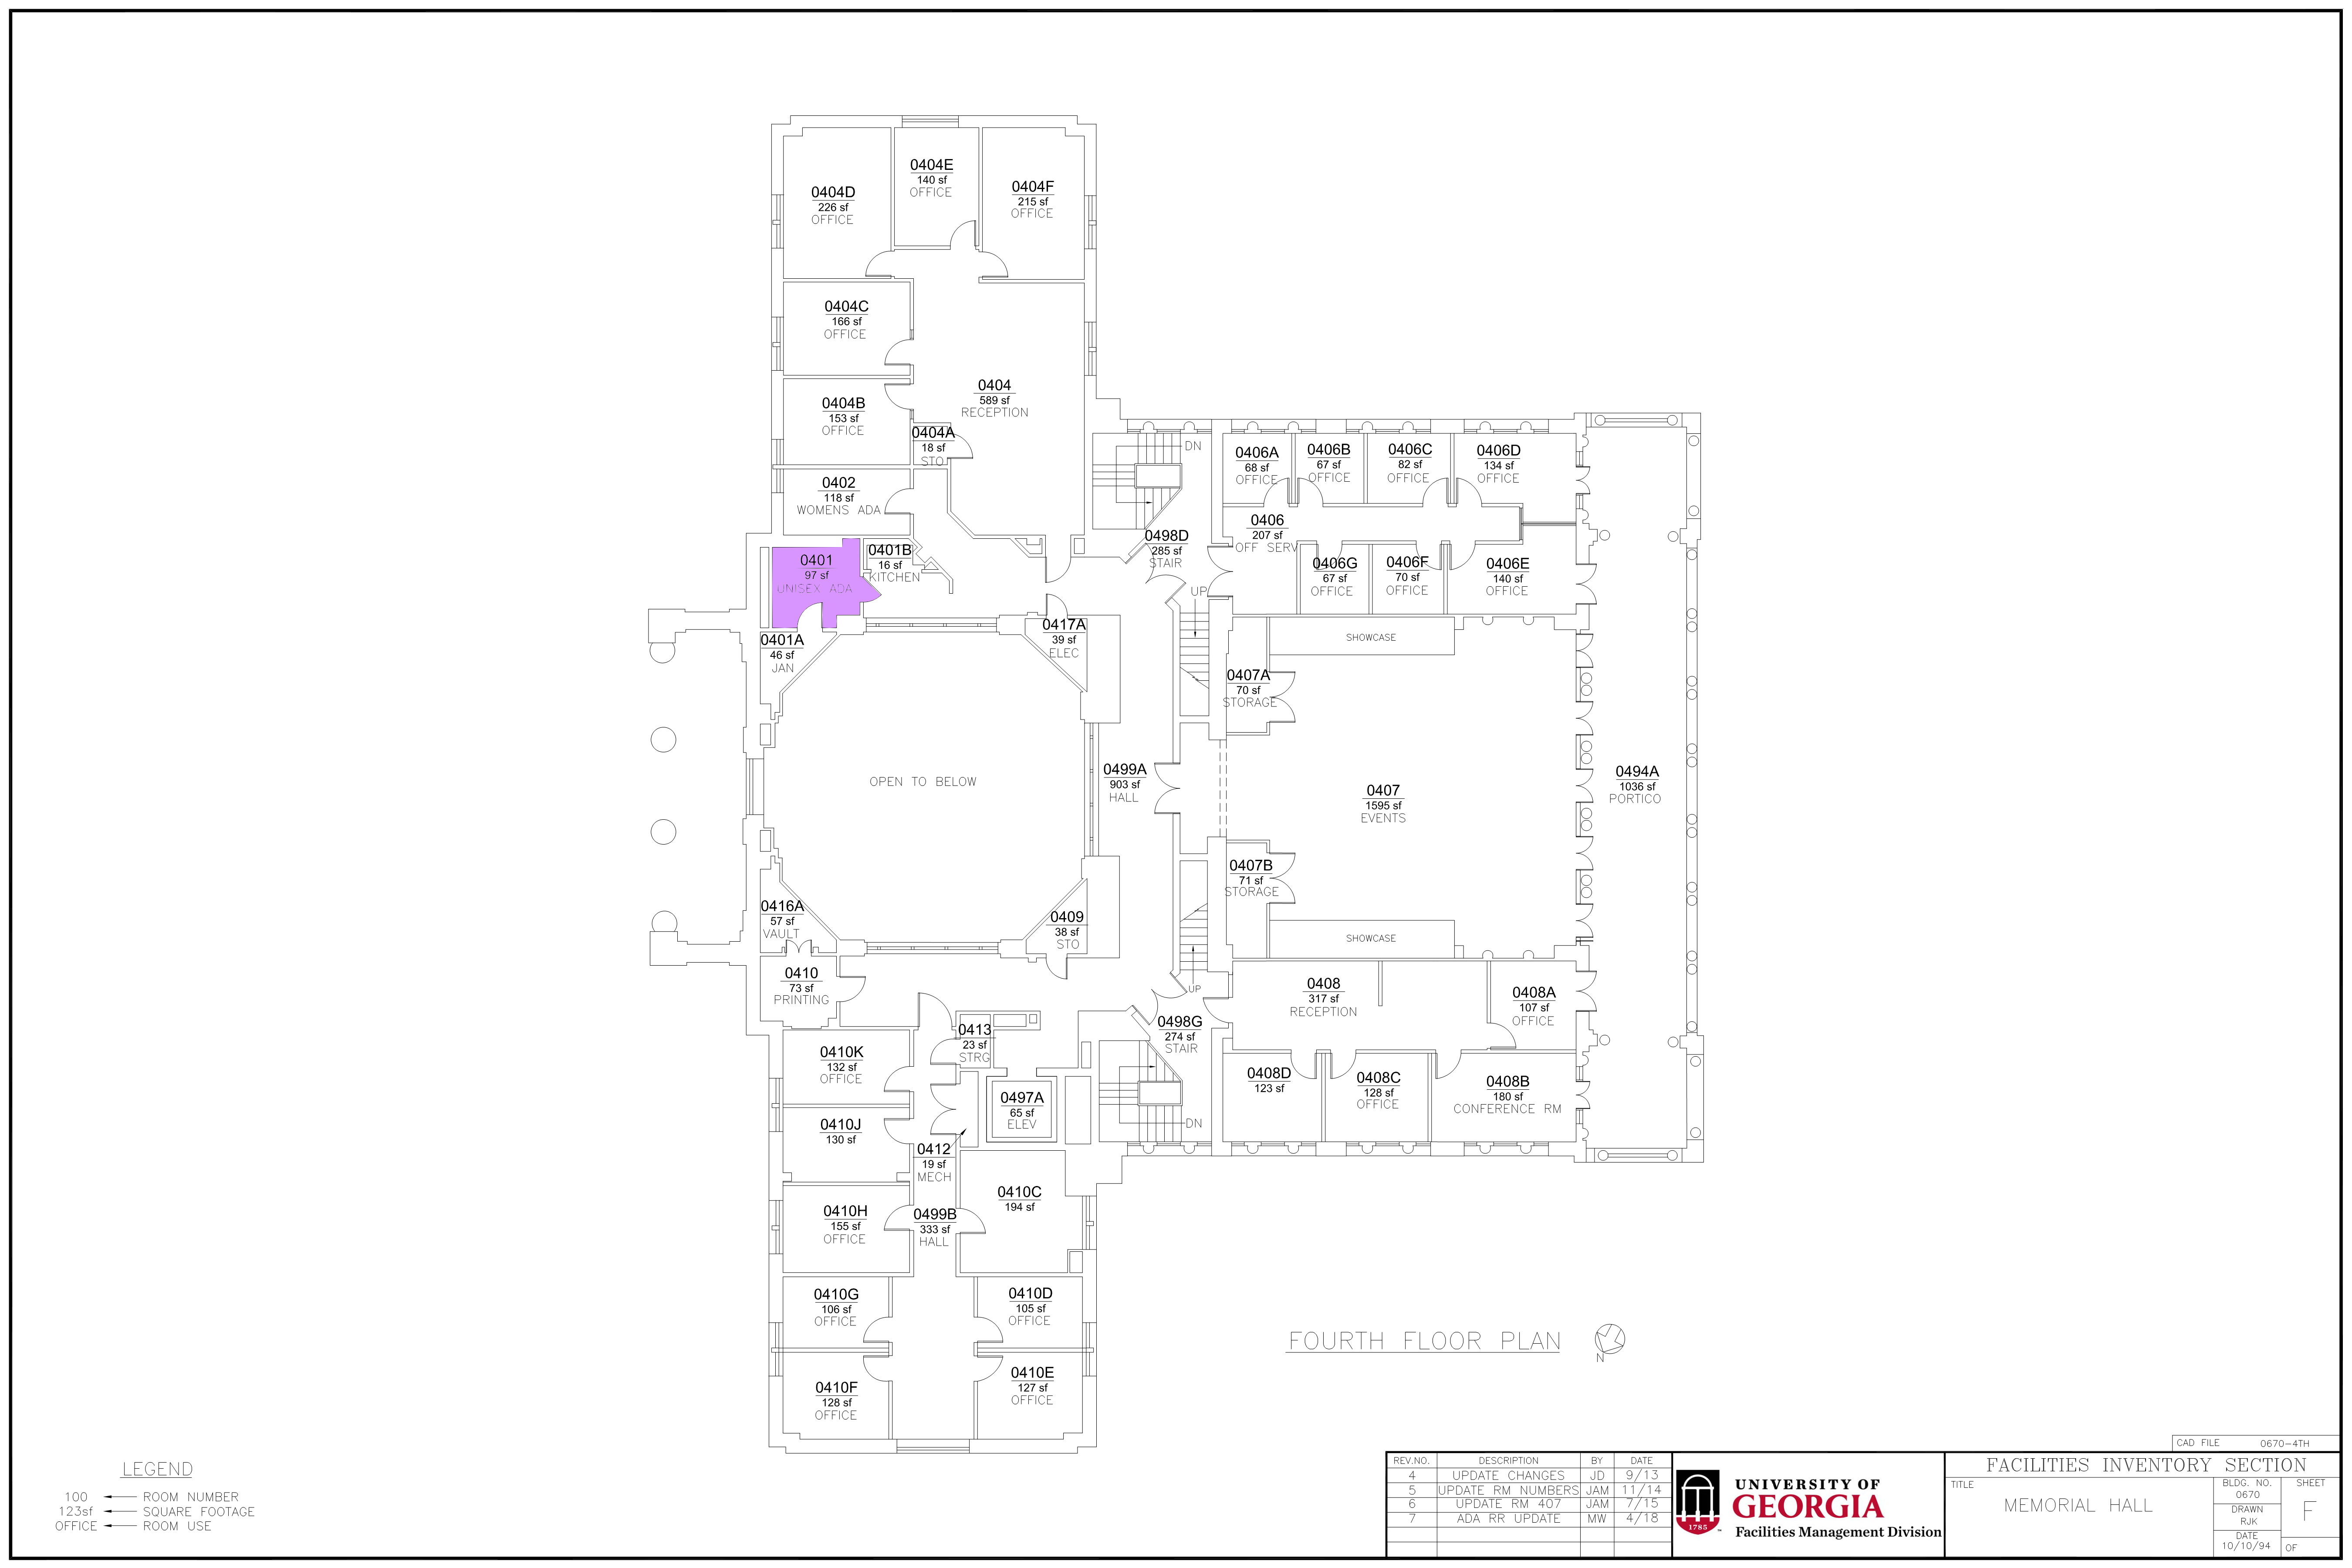 0404E
140 sf
OFFICE
0404D
226 sf
OFFICE
0404F
215 sf
OFFICE
0404C
166 sf
OFFICE
0404
589 sf
RECEPTION
0404B
153 sf
OFFICE
0404A
18 sf
STO
0402
118 sf
WOMENS ADA
0401
97 sf
UNISEX ADA
0401B
16 sf
KITCHEN
0401A
46 sf
JAN
0417A
39 sf
ELEC
DN
0498D
285 sf
STAIR
UP
0406A
68 sf
OFFICE
0406B
67 sf
OFFICE
0406C
82 sf
OFFICE
0406D
134 sf
OFFICE
0406
207 sf
OFF SERV
0406G
67 sf
OFFICE
0406F
70 sf
OFFICE
0406E
140 sf
OFFICE
SHOWCASE
0407A
70 sf
STORAGE
OPEN TO BELOW
0499A
903 sf
HALL
0407
1595 sf
EVENTS
0494A
1036 sf
PORTICO
0407B
71 sf
STORAGE
SHOWCASE
0416A
57 sf
VAULT
0409
38 sf
STO
0410
73 sf
PRINTING
UP
0408
317 sf
RECEPTION
0408A
107 sf
OFFICE
0413
23 sf
STRG
0498G
274 sf
STAIR
DN
0410K
132 sf
OFFICE
0497A
65 sf
ELEV
0408D
123 sf
0408C
128 sf
OFFICE
0408B
180 sf
CONFERENCE RM
0410J
130 sf
0412
19 sf
MECH
0410C
194 sf
0410H
155 sf
OFFICE
0499B
333 sf
HALL
0410G
106 sf
OFFICE
0410D
105 sf
OFFICE
0410F
128 sf
OFFICE
0410E
127 sf
OFFICE
FOURTH FLOOR PLAN
N
LEGEND
100 ROOM NUMBER
123sf SQUARE FOOTAGE
OFFICE ROOM USE
REV.NO. DESCRIPTION BY DATE
4 UPDATE CHANGES JD 9/13
5 UPDATE RM NUMBERS JAM 11/14
6 UPDATE RM 407 JAM 7/15
7 ADA RR UPDATE MW 4/18
1785
UNIVERSITY OF
GEORGIA
Facilities Management Division
CAD FILE 0670-4TH
FACILITIES INVENTORY SECTION
TITLE
MEMORIAL HALL
BLDG. NO.
0670
DRAWN
RJK
DATE
10/10/94
SHEET
F
OF